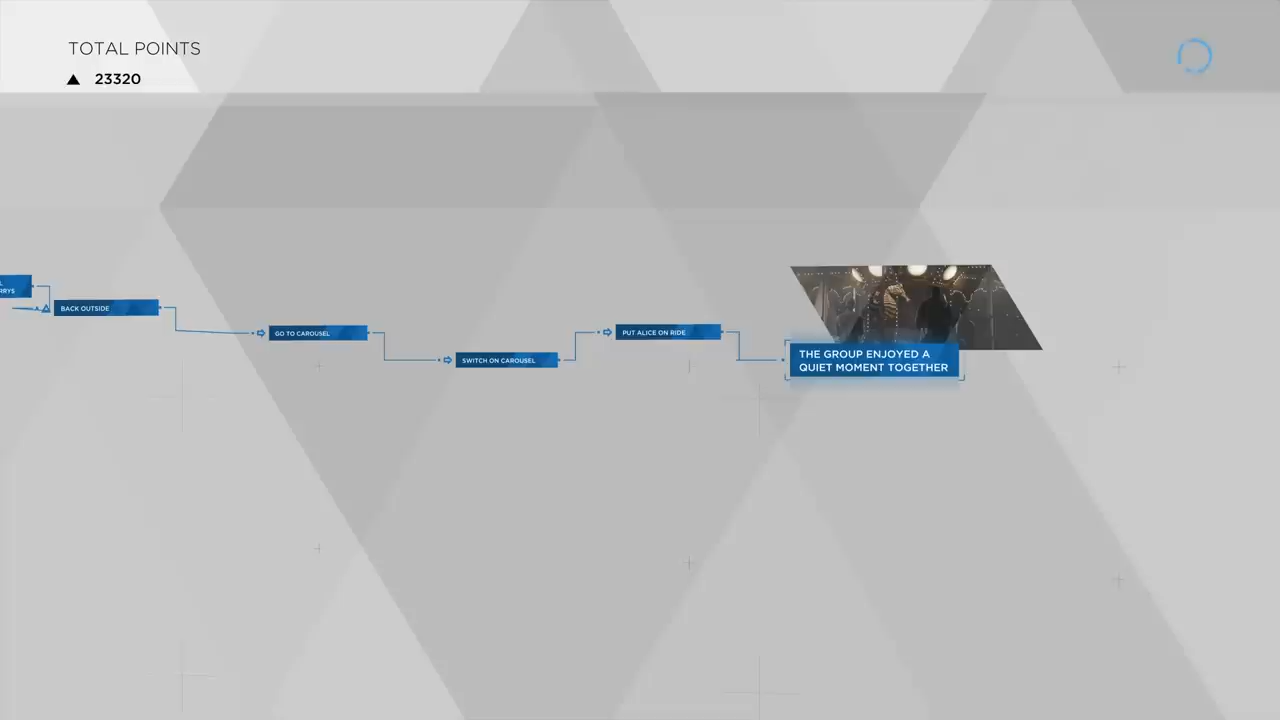 TOTAL POINTS
23320
RRYS
BACK OUTSIDE
GO TO CAROUSEL
SWITCH ON CAROUSEL
PUT ALICE ON RIDE
THE GROUP ENJOYED A
QUIET MOMENT TOGETHER